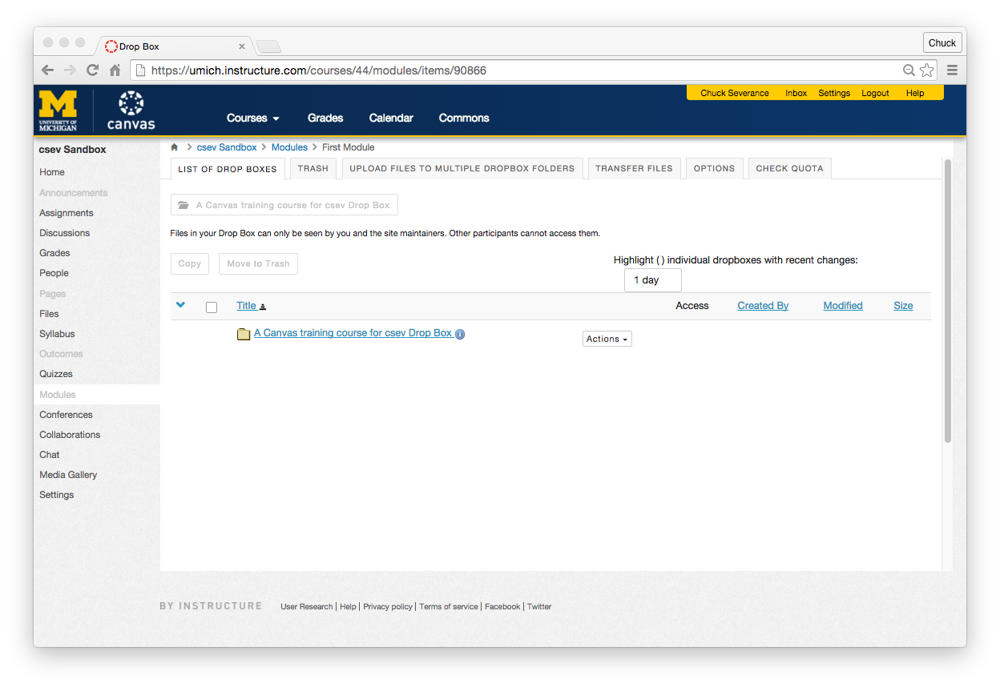 Drop Box
Chuck
https://umich.instructure.com/courses/44/modules/items/90866
Chuck Severance Inbox Settings Logout Help
M
UNIVERSITY OF
MICHIGAN
canvas
Courses Grades Calendar Commons
csev Sandbox
Home
Announcements
Assignments
Discussions
Grades
People
Pages
Files
Syllabus
Outcomes
Quizzes
Modules
Conferences
Collaborations
Chat
Media Gallery
Settings
csev Sandbox > Modules > First Module
LIST OF DROP BOXES TRASH UPLOAD FILES TO MULTIPLE DROPBOX FOLDERS TRANSFER FILES OPTIONS CHECK QUOTA
A Canvas training course for csev Drop Box
Files in your Drop Box can only be seen by you and the site maintainers. Other participants cannot access them.
Copy Move to Trash
Highlight ( ) individual dropboxes with recent changes:
1 day
Title Access Created By Modified Size
A Canvas training course for csev Drop Box Actions
BY INSTRUCTURE User Research | Help | Privacy policy | Terms of service | Facebook | Twitter